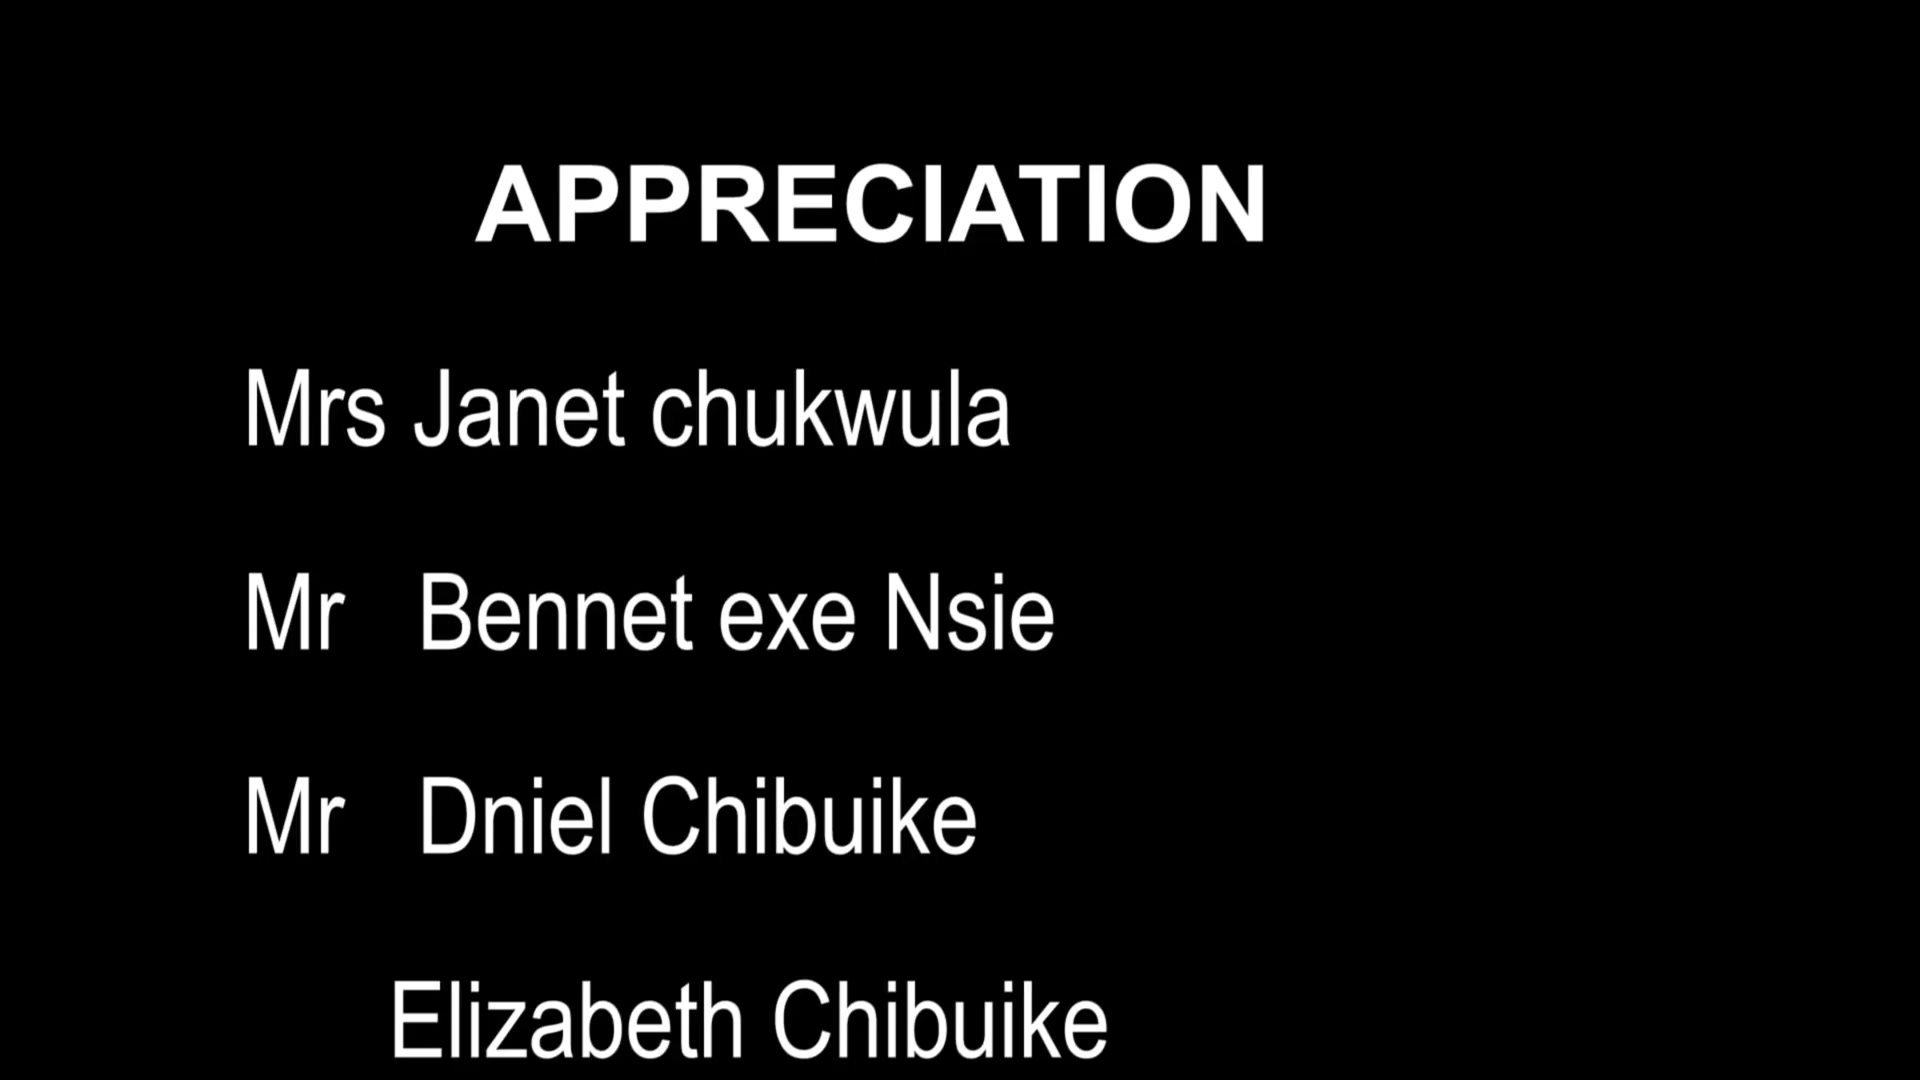 APPRECIATION
Mrs Janet chukwula
Mr Bennet exe Nsie
Mr Dniel Chibuike
Elizabeth Chibuike